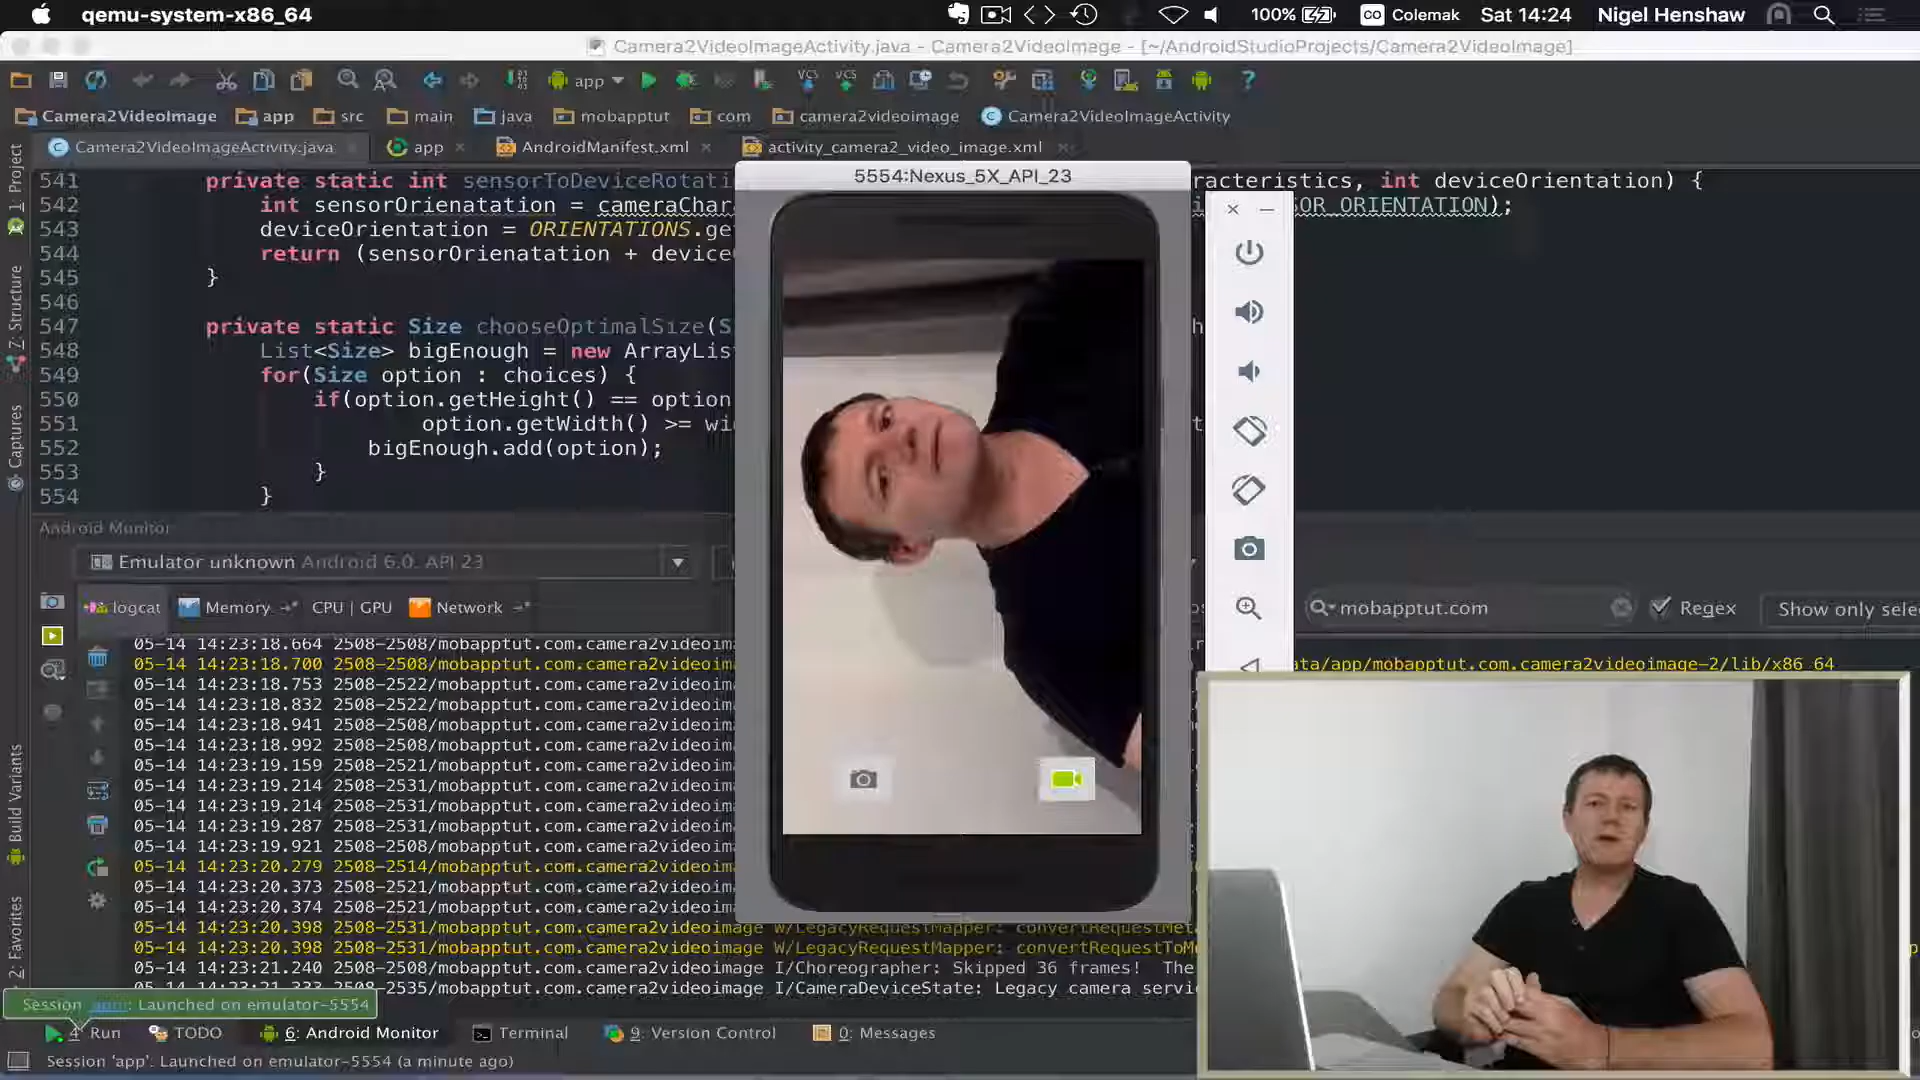 qemu-system-x86_64
100%
CO Colemak
Sat 14:24
Nigel Henshaw
Camera2VideoImageActivity.java - Camera2VideoImage - [~/AndroidStudioProjects/Camera2VideoImage]
app
VCS
VCS
?
Camera2VideoImage
app
src
main
java
mobapptut
com
camera2videoimage
Camera2VideoImageActivity
Camera2VideoImageActivity.java
app
AndroidManifest.xml
activity_camera2_video_image.xml
1: Project
7: Structure
Captures
Build Variants
2: Favorites
541 private static int sensorToDeviceRotati
racteristics, int deviceOrientation) {
542 int sensorOrienatation = cameraChar
SOR_ORIENTATION);
543 deviceOrientation = ORIENTATIONS.ge
544 return (sensorOrienatation + device
545 }
546
547 private static Size chooseOptimalSize(S
548 List<Size> bigEnough = new ArrayLis
549 for(Size option : choices) {
550 if(option.getHeight() == option
551 option.getWidth() >= wi
552 bigEnough.add(option);
553 }
554 }
5554:Nexus_5X_API_23
Android Monitor
Emulator unknown Android 6.0, API 23
logcat
Memory
CPU | GPU
Network
mobapptut.com
Regex
Show only sele
05-14 14:23:18.664 2508-2508/mobapptut.com.camera2videoim
05-14 14:23:18.700 2508-2508/mobapptut.com.camera2videoim
ata/app/mobapptut.com.camera2videoimage-2/lib/x86_64
05-14 14:23:18.753 2508-2522/mobapptut.com.camera2videoim
05-14 14:23:18.832 2508-2522/mobapptut.com.camera2videoim
05-14 14:23:18.941 2508-2508/mobapptut.com.camera2videoim
05-14 14:23:18.992 2508-2508/mobapptut.com.camera2videoim
05-14 14:23:19.159 2508-2521/mobapptut.com.camera2videoim
05-14 14:23:19.214 2508-2531/mobapptut.com.camera2videoim
05-14 14:23:19.214 2508-2531/mobapptut.com.camera2videoim
05-14 14:23:19.287 2508-2531/mobapptut.com.camera2videoim
05-14 14:23:19.921 2508-2508/mobapptut.com.camera2videoim
05-14 14:23:20.279 2508-2514/mobapptut.com.camera2videoim
05-14 14:23:20.373 2508-2521/mobapptut.com.camera2videoim
05-14 14:23:20.374 2508-2521/mobapptut.com.camera2videoim
05-14 14:23:20.398 2508-2531/mobapptut.com.camera2videoimage W/LegacyRequestMapper: convertRequestMeta
05-14 14:23:20.398 2508-2531/mobapptut.com.camera2videoimage W/LegacyRequestMapper: convertRequestToMe
05-14 14:23:21.240 2508-2508/mobapptut.com.camera2videoimage I/Choreographer: Skipped 36 frames! The
2508-2535/mobapptut.com.camera2videoimage I/CameraDeviceState: Legacy camera servi
Session 'app': Launched on emulator-5554
4: Run
TODO
6: Android Monitor
Terminal
9: Version Control
0: Messages
Session 'app': Launched on emulator-5554 (a minute ago)